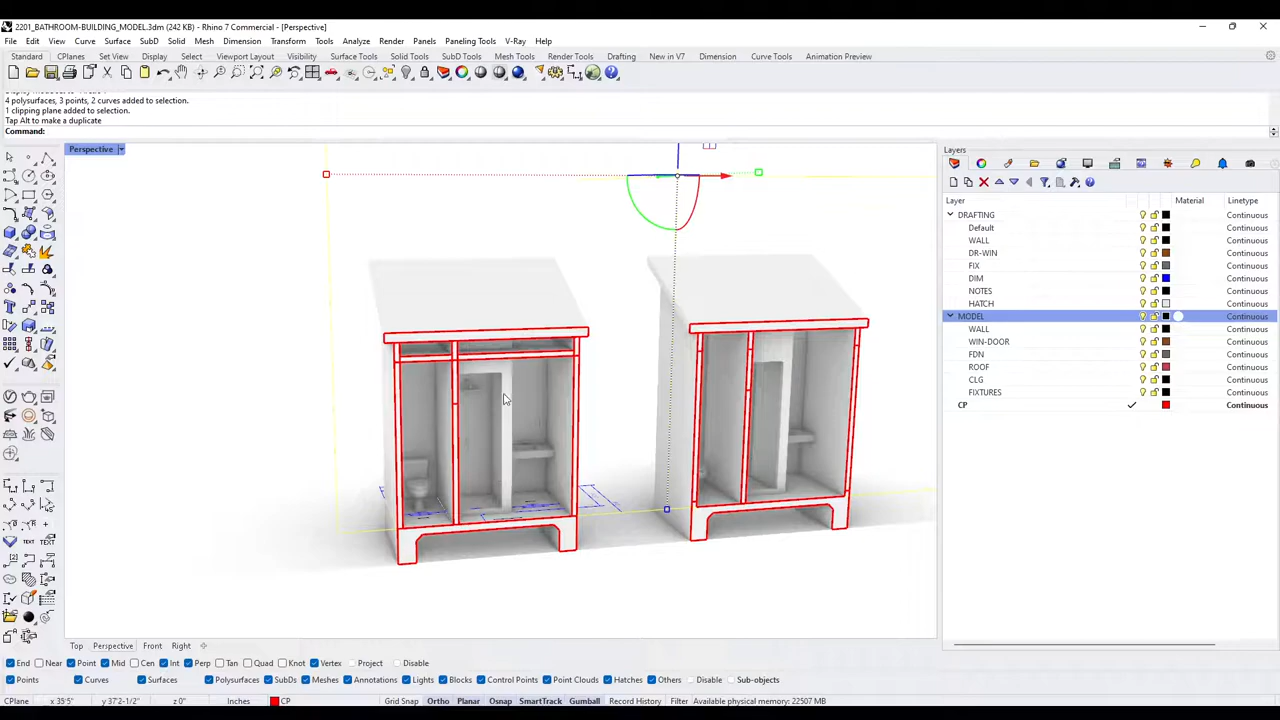 2201_BATHROOM-BUILDING_MODEL.3dm (242 KB) - Rhino 7 Commercial - [Perspective]
File Edit View Curve Surface SubD Solid Mesh Dimension Transform Tools Analyze Render Panels Paneling Tools V-Ray Help
Standard CPlanes Set View Display Select Viewport Layout Visibility Transform Curve Tools Surface Tools Solid Tools SubD Tools Mesh Tools Render Tools Drafting New in V7 Dimension Curve Tools Animation Preview
4 polysurfaces, 3 points, 2 curves added to selection.
1 clipping plane added to selection.
Tap Alt to make a duplicate
Command:
Perspective
Layers
Layer Material Linetype
DRAFTING Continuous
Default Continuous
WALL Continuous
DR-WIN Continuous
FIX Continuous
DIM Continuous
NOTES Continuous
HATCH Continuous
MODEL Continuous
WALL Continuous
WIN-DOOR Continuous
FDN Continuous
ROOF Continuous
CLG Continuous
FIXTURES Continuous
CP Continuous
Top Perspective Front Right
End Near Point Mid Cen Int Perp Tan Quad Knot Vertex Project Disable
Points Curves Surfaces Polysurfaces SubDs Meshes Annotations Lights Blocks Control Points Point Clouds Hatches Others Disable Sub-objects
CPlane x 35'5" y 37'2-1/2" z 0" Inches CP Grid Snap Ortho Planar Osnap SmartTrack Gumball Record History Filter Available physical memory: 22507 MB